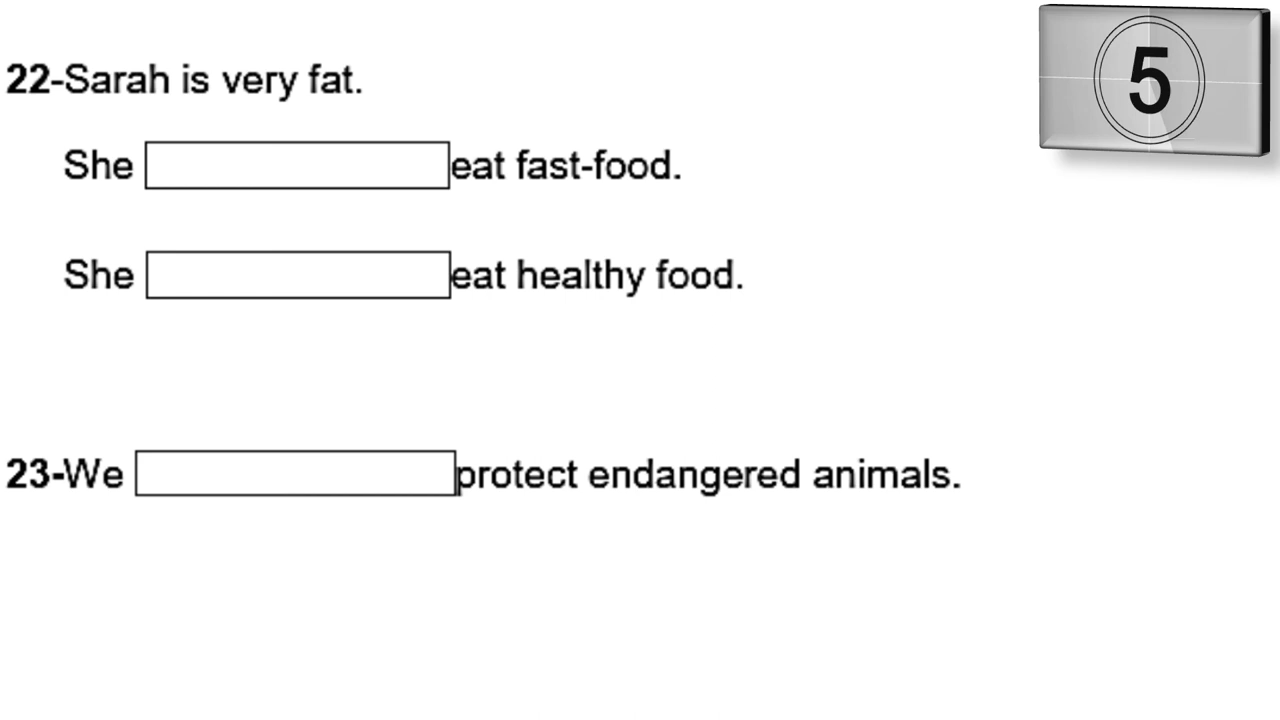 5
22-Sarah is very fat.
She eat fast-food.
She eat healthy food.
23-We protect endangered animals.